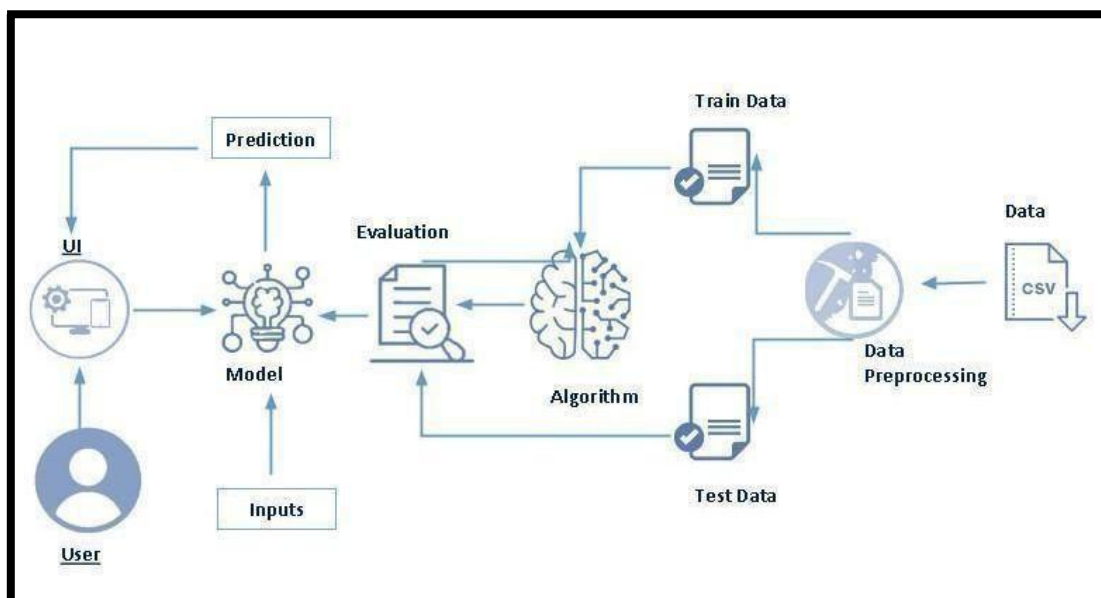 Train Data
Prediction
Data
Evaluation
UI
CSV
Data
Preprocessing
Model
Algorithm
Inputs
Test Data
User